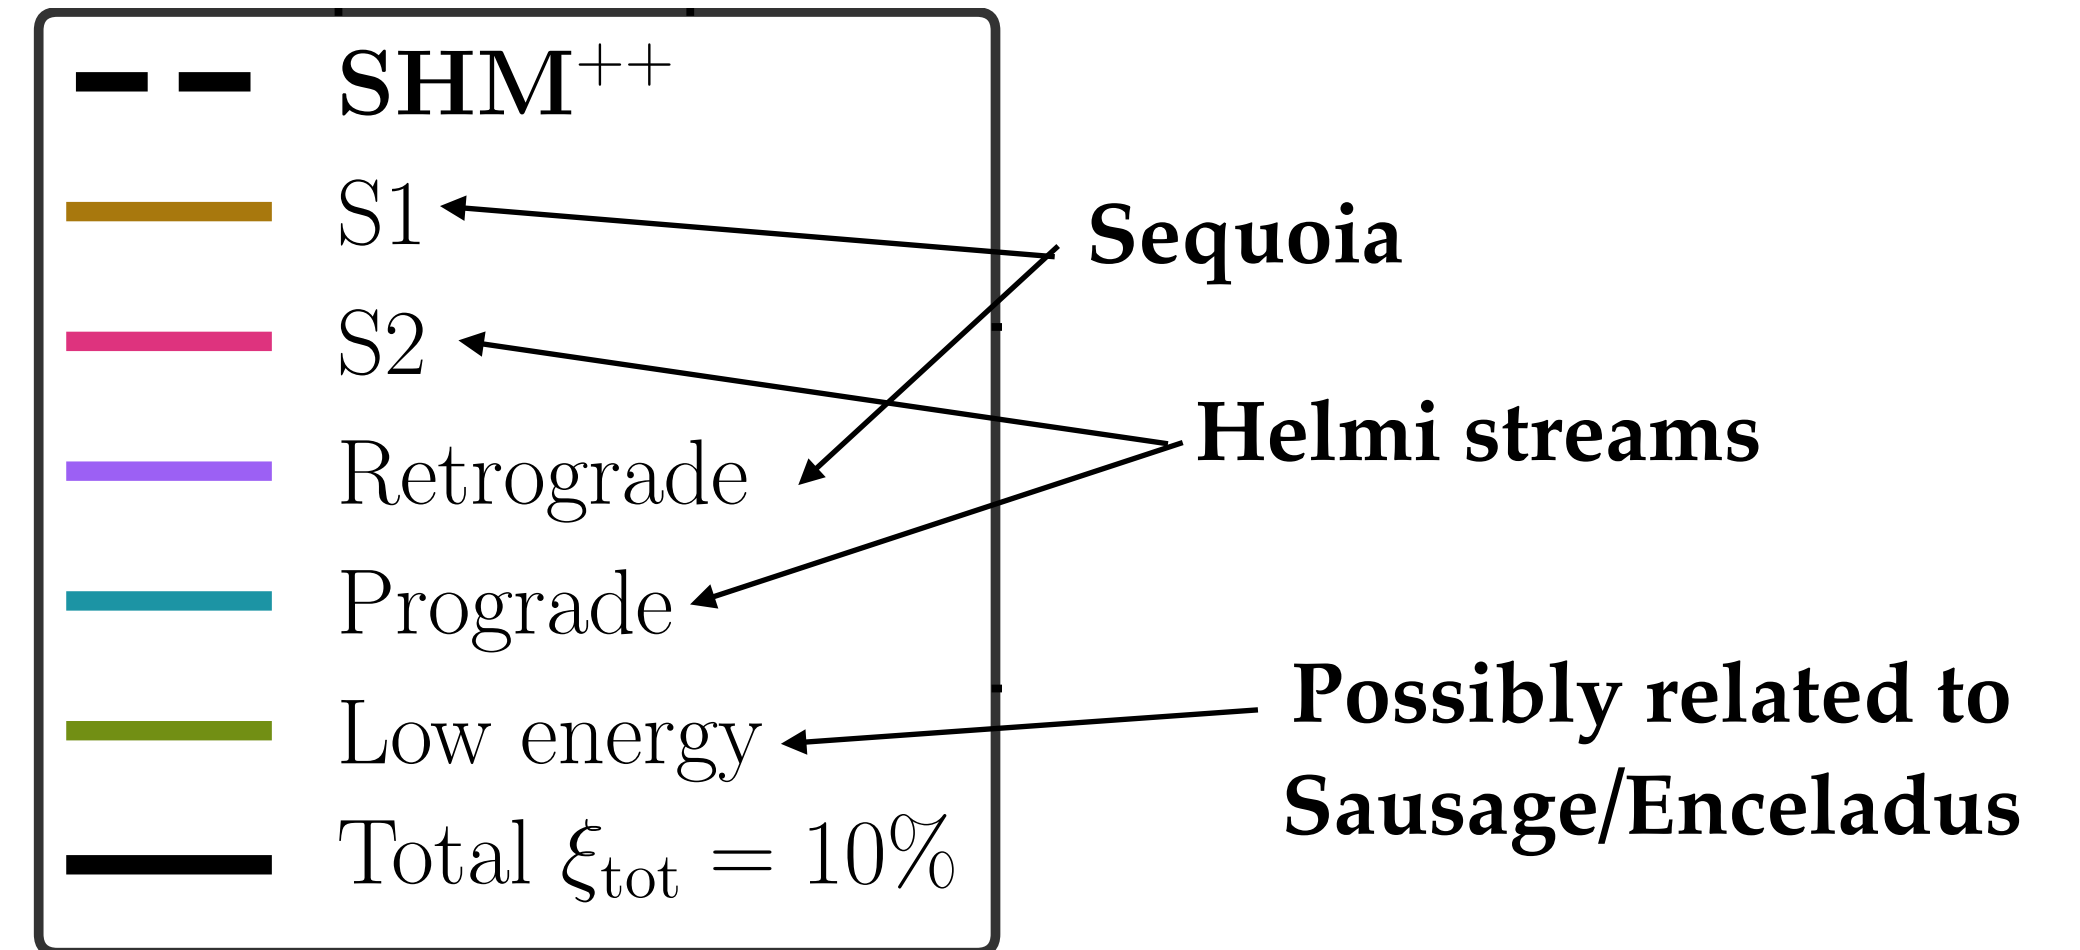 SHM⁺⁺
S1
S2
Retrograde
Prograde
Low energy
Total ξtot = 10%
Sequoia
Helmi streams
Possibly related to
Sausage/Enceladus